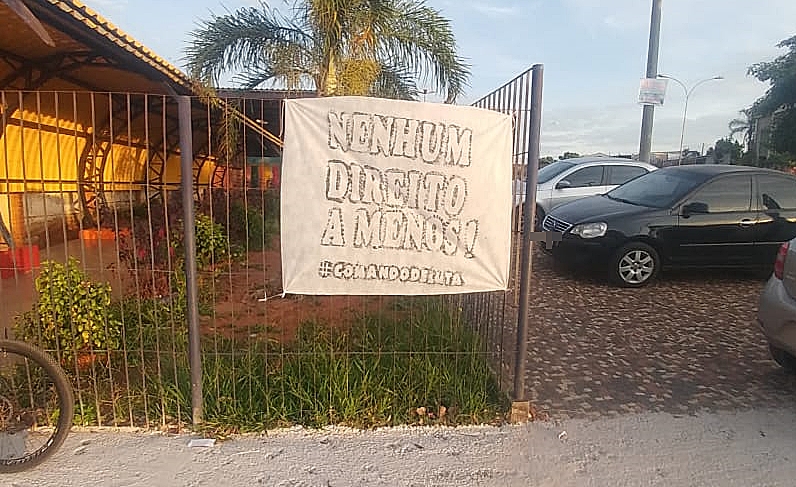 NENHUM
DIREITO
A MENOS!
#COMANDODELTA